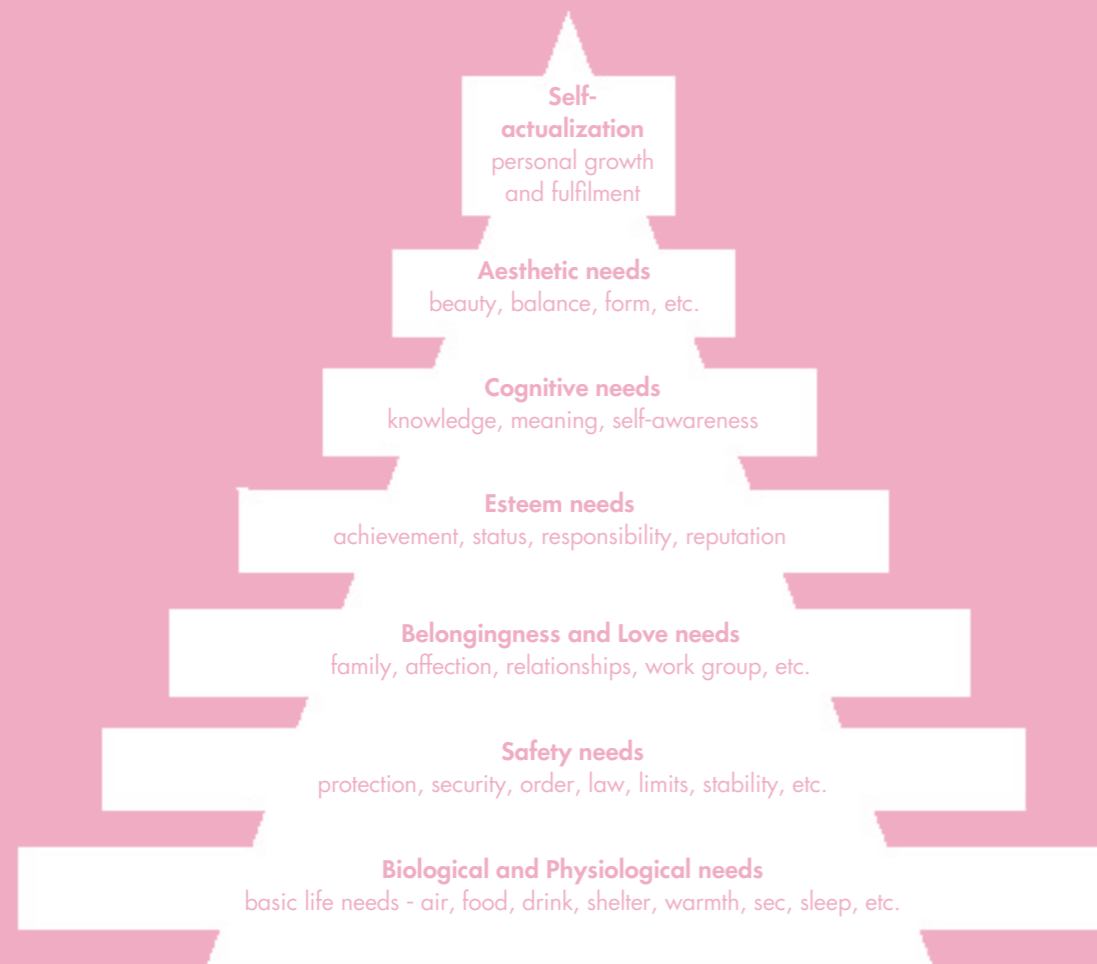 Self-
actualization
personal growth
and fulfilment
Aesthetic needs
beauty, balance, form, etc.
Cognitive needs
knowledge, meaning, self-awareness
Esteem needs
achievement, status, responsibility, reputation
Belongingness and Love needs
family, affection, relationships, work group, etc.
Safety needs
protection, security, order, law, limits, stability, etc.
Biological and Physiological needs
basic life needs - air, food, drink, shelter, warmth, sec, sleep, etc.